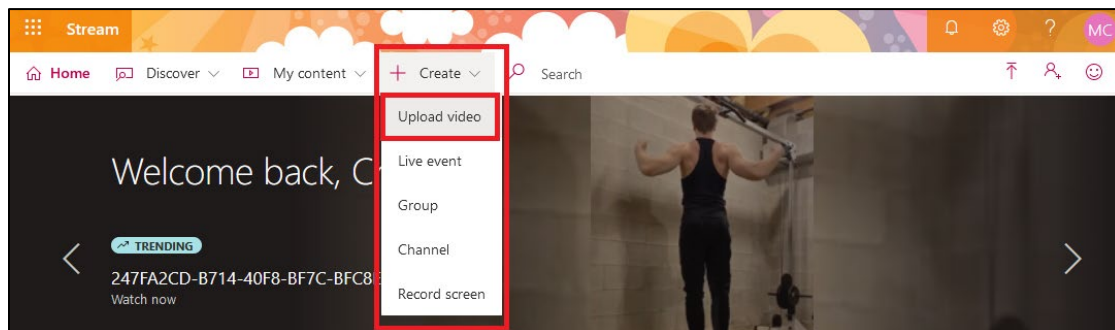 Stream
?
MC
Home Discover My content Create Search
Upload video
Live event
Group
Channel
Record screen
Welcome back, C
TRENDING
247FA2CD-B714-40F8-BF7C-BFC8
Watch now